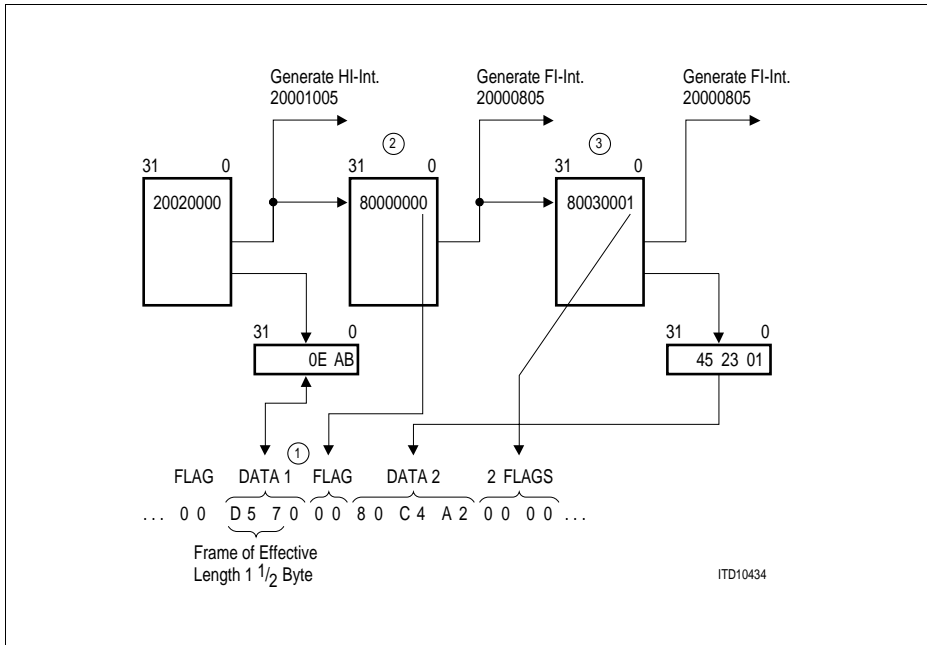 Generate HI-Int. Generate FI-Int. Generate FI-Int.
20001005 20000805 20000805
2 3
31 0 31 0 31 0
20020000 80000000 80030001
31 0 31 0
0E AB 45 23 01
1
FLAG DATA 1 FLAG DATA 2 2 FLAGS
... 0 0 D 5 7 0 0 0 8 0 C 4 A 2 0 0 0 0 ...
Frame of Effective
Length 1 1/2 Byte
ITD10434